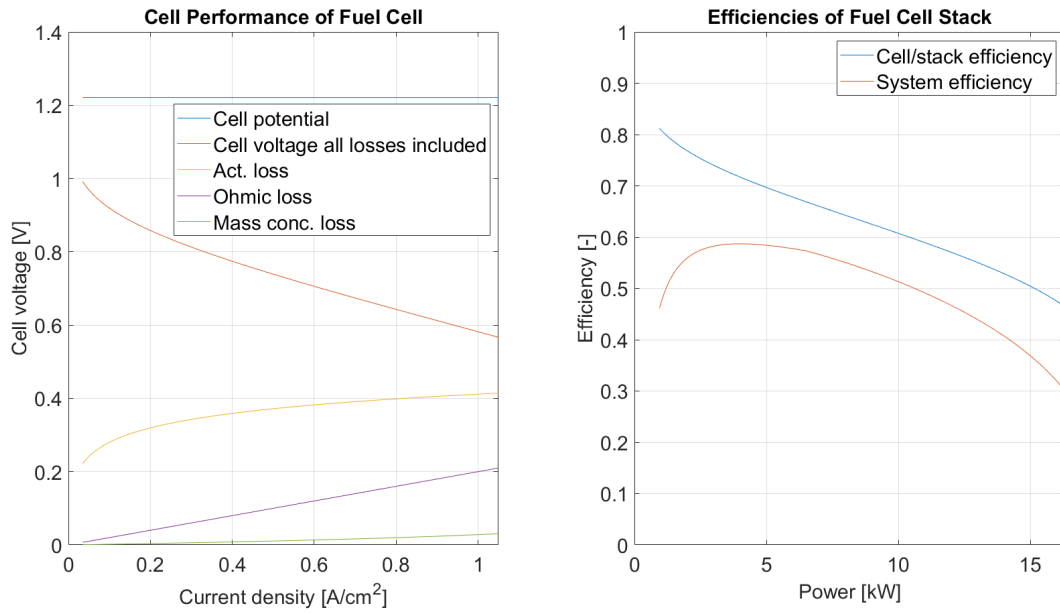 Cell Performance of Fuel Cell
1.4
1.2
1
0.8
0.6
0.4
0.2
0
Cell voltage [V]
Cell potential
Cell voltage all losses included
Act. loss
Ohmic loss
Mass conc. loss
0 0.2 0.4 0.6 0.8 1
Current density [A/cm²]
Efficiencies of Fuel Cell Stack
1
0.9
0.8
0.7
0.6
0.5
0.4
0.3
0.2
0.1
0
Efficiency [-]
Cell/stack efficiency
System efficiency
0 5 10 15
Power [kW]